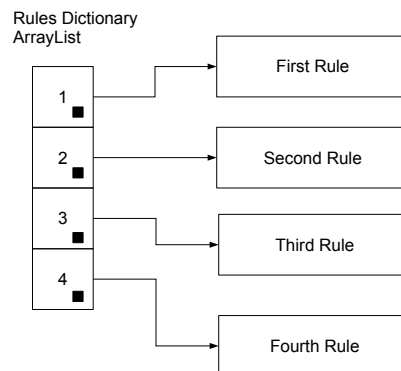 Rules Dictionary
ArrayList
1
First Rule
2
Second Rule
3
Third Rule
4
Fourth Rule